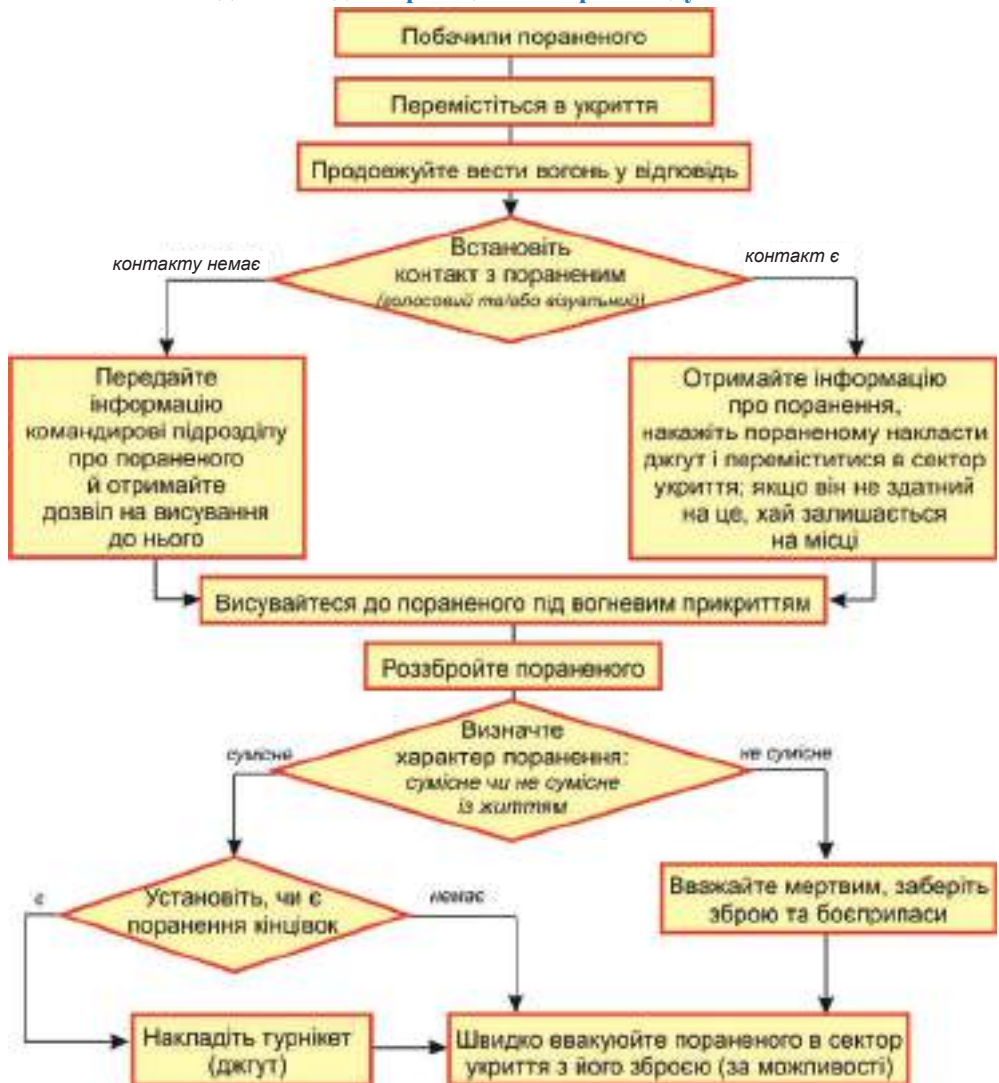 Побачили пораненого
Перемістіться в укриття
Продовжуйте вести вогонь у відповідь
Встановіть
контакт з пораненим
(голосовий та/або візуальний)
контакту немає
контакт є
Передайте
інформацію
командирові підрозділу
про пораненого
й отримайте
дозвіл на висування
до нього
Отримайте інформацію
про поранення,
накажіть пораненому накласти
джгут і переміститися в сектор
укриття; якщо він не здатний
на це, хай залишається
на місці
Висувайтеся до пораненого під вогневим прикриттям
Роззбройте пораненого
Визначте
характер поранення:
сумісне чи не сумісне
із життям
сумісне
не сумісне
Установіть, чи є
поранення кінцівок
є
немає
Вважайте мертвим, заберіть
зброю та боєприпаси
Накладіть турнікет
(джгут)
Швидко евакуюйте пораненого в сектор
укриття з його зброєю (за можливості)